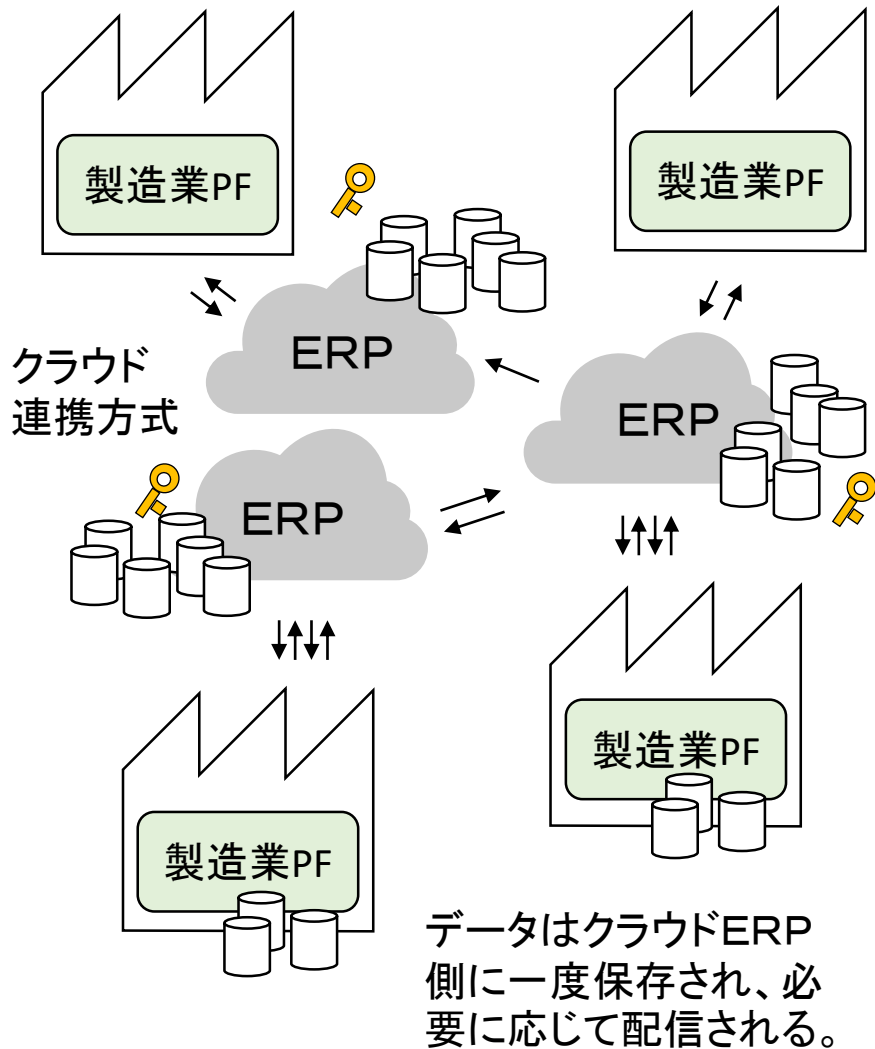 製造業PF
製造業PF
ERP
クラウド
連携方式
ERP
ERP
製造業PF
製造業PF
データはクラウドERP
側に一度保存され、必
要に応じて配信される。